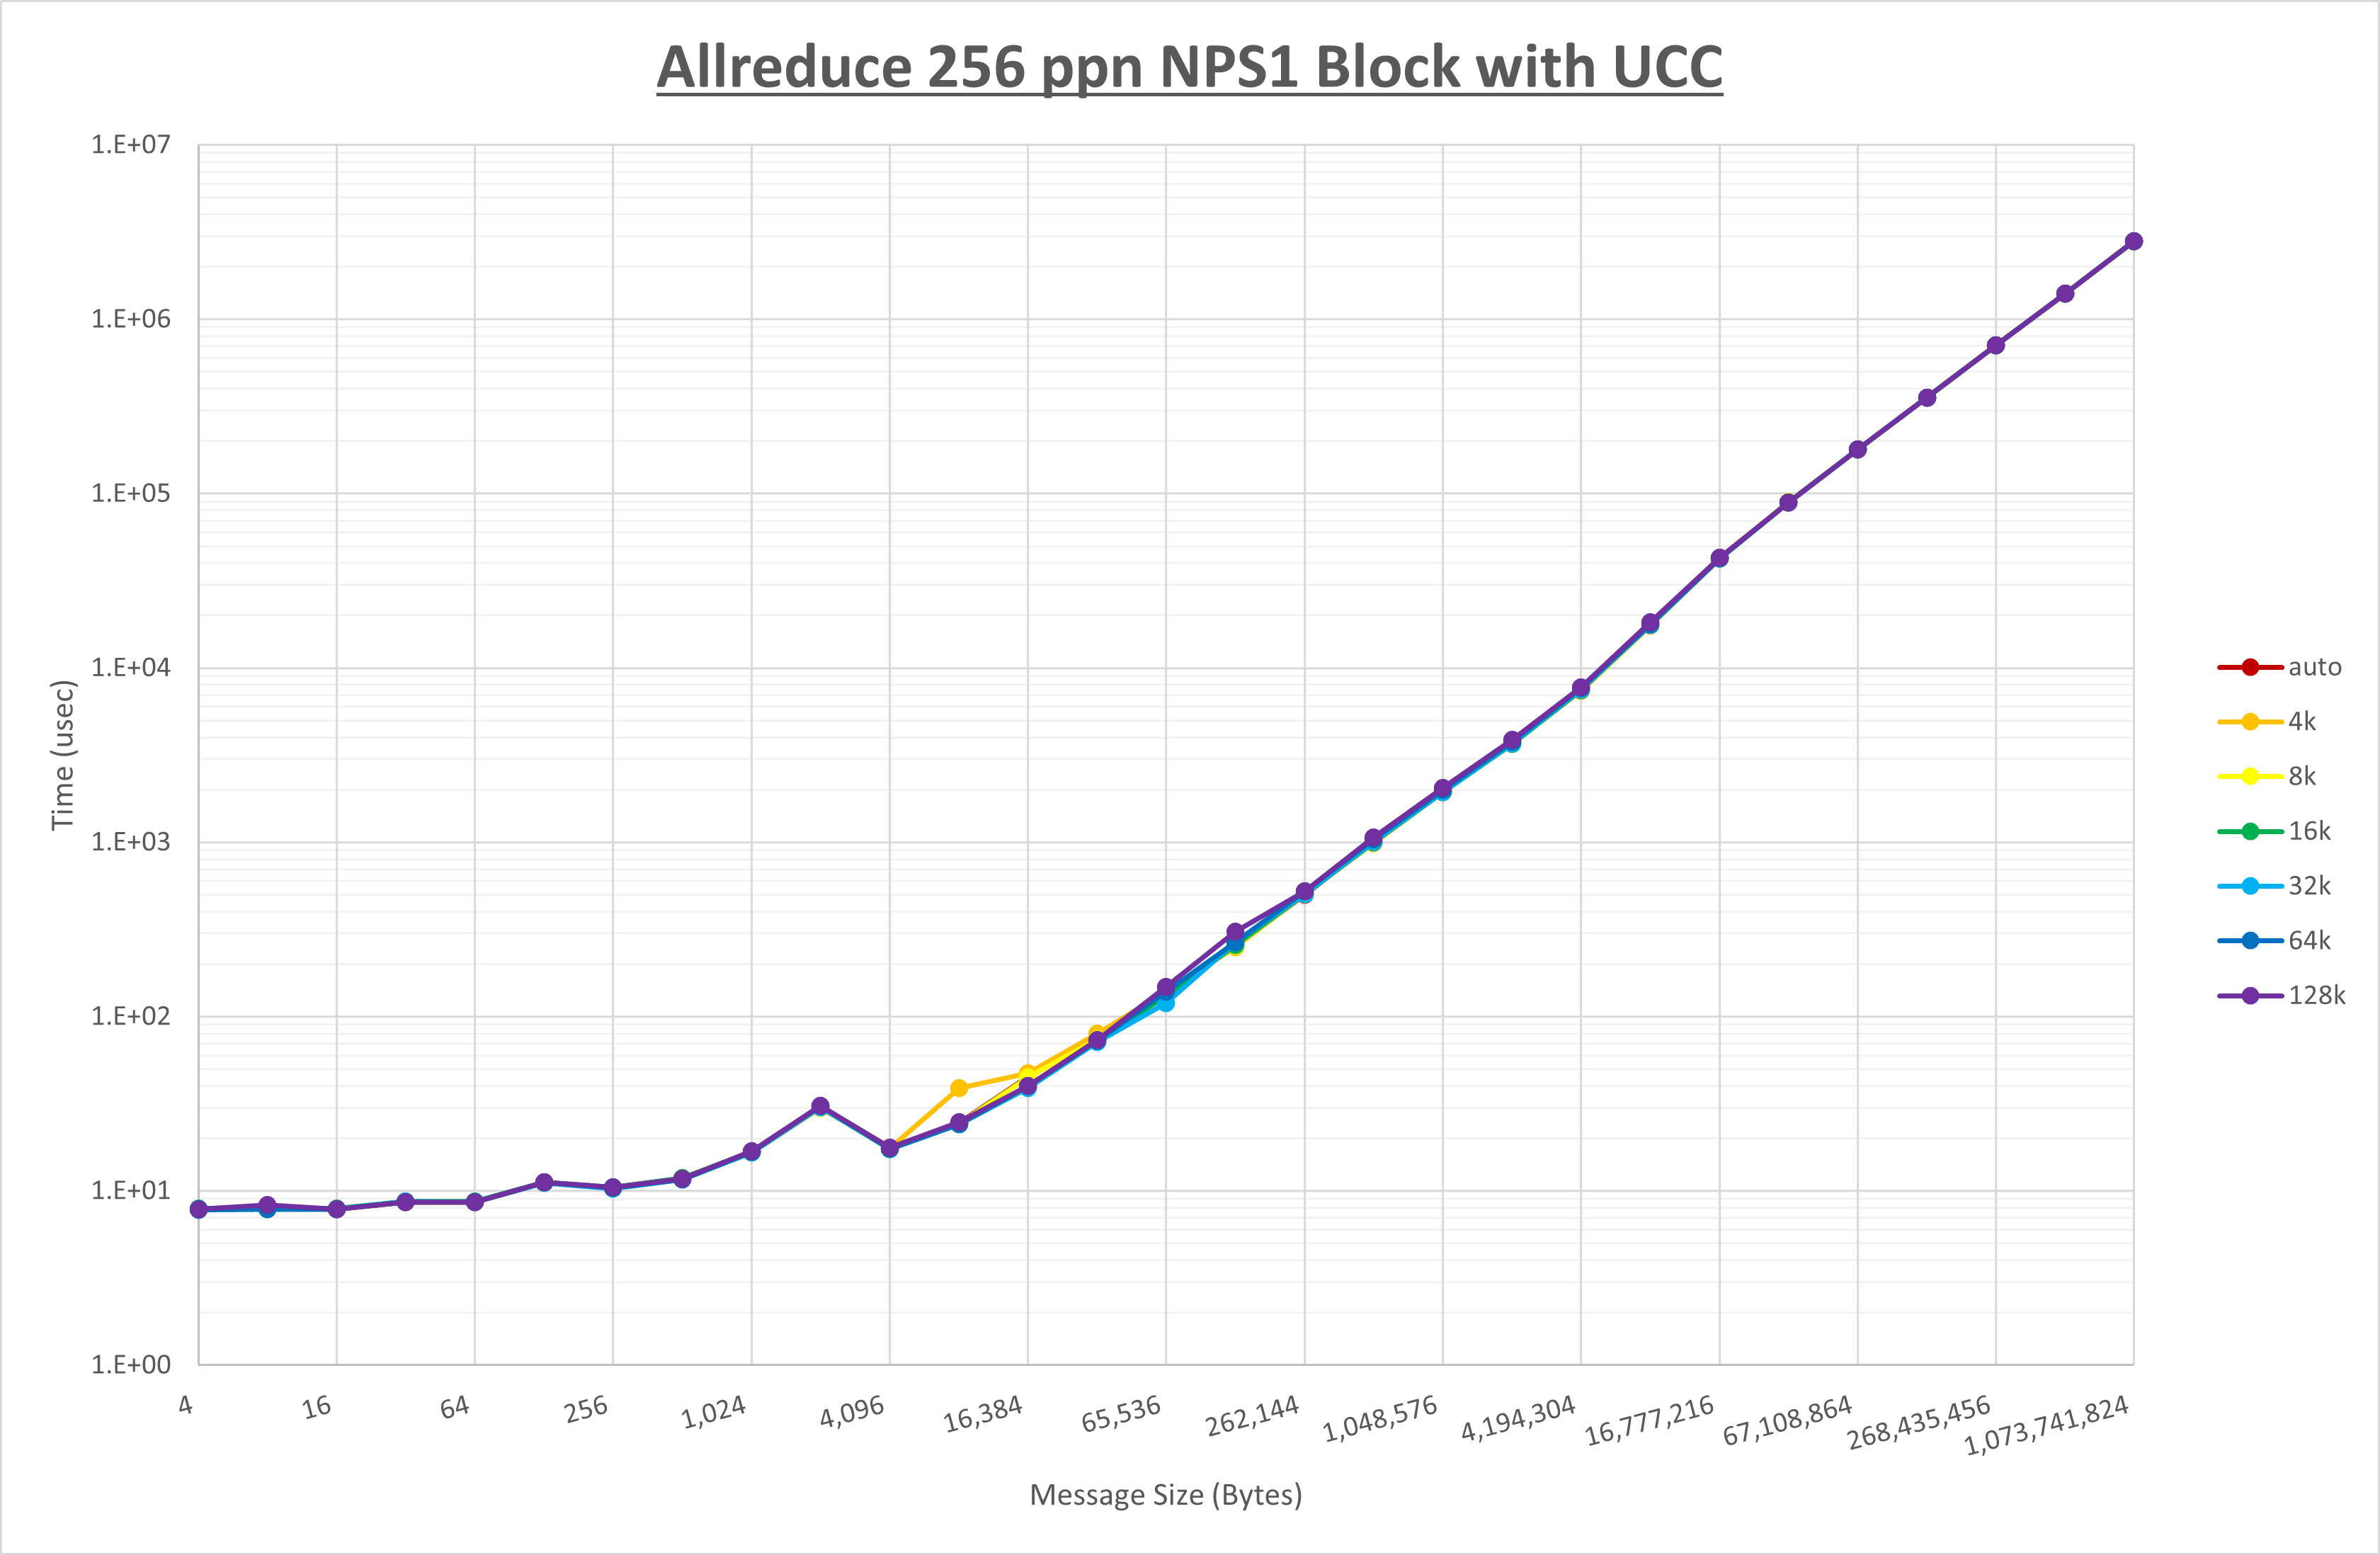 Allreduce 256 ppn NPS1 Block with UCC
1.E+07
1.E+06
1.E+05
1.E+04
1.E+03
1.E+02
1.E+01
1.E+00
Time (usec)
4
16
64
256
1,024
4,096
16,384
65,536
262,144
1,048,576
4,194,304
16,777,216
67,108,864
268,435,456
1,073,741,824
Message Size (Bytes)
auto
4k
8k
16k
32k
64k
128k